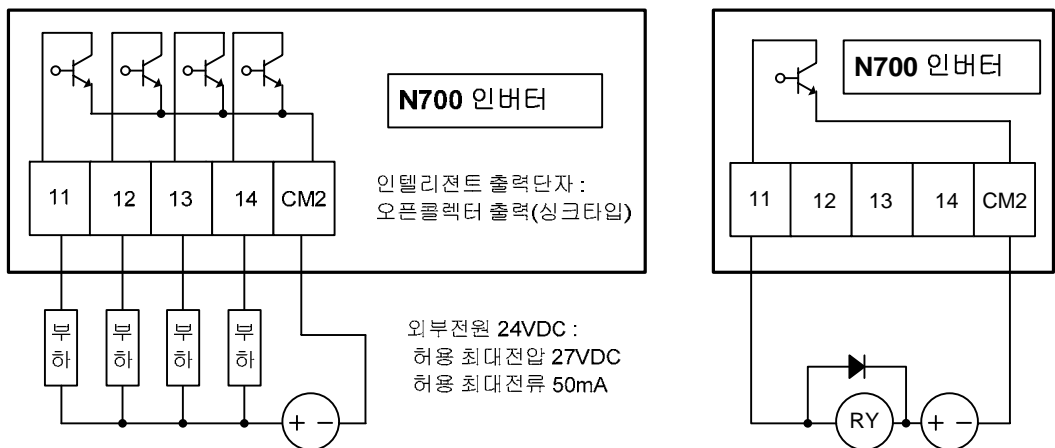 N700 인버터
11 12 13 14 CM2
인텔리젼트 출력단자 :
오픈콜렉터 출력(싱크타입)
부하 부하 부하 부하
외부전원 24VDC :
허용 최대전압 27VDC
허용 최대전류 50mA
+ −
N700 인버터
11 12 13 14 CM2
RY + −